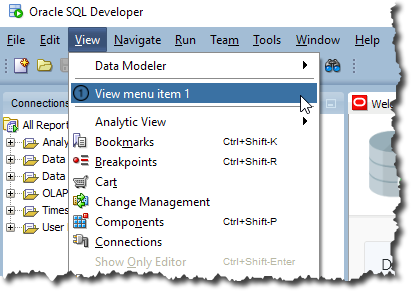 Oracle SQL Developer
File Edit View Navigate Run Team Tools Window Help
Connections
Data Modeler
1 View menu item 1
Analytic View
Bookmarks Ctrl+Shift-K
Breakpoints Ctrl+Shift-R
Cart
Change Management
Components Ctrl+Shift-P
Connections
Show Only Editor Ctrl+Shift-Enter
All Report
Analy
Data
Data
OLAP
Times
User
Welc
D